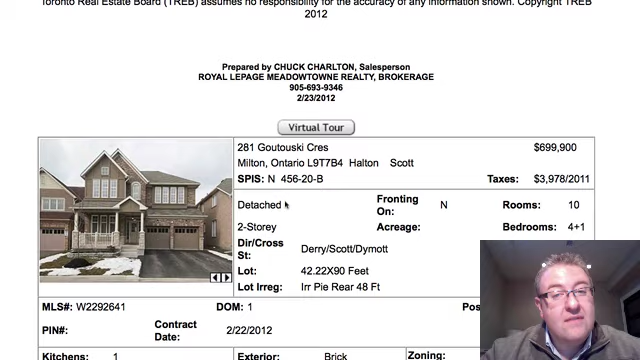 Toronto Real Estate Board (TREB) assumes no responsibility for the accuracy of any information shown. Copyright TREB
2012
Prepared by CHUCK CHARLTON, Salesperson
ROYAL LEPAGE MEADOWTOWNE REALTY, BROKERAGE
905-693-9346
2/23/2012
Virtual Tour
281 Goutouski Cres $699,900
Milton, Ontario L9T7B4 Halton Scott
SPIS: N 456-20-B Taxes: $3,978/2011
Detached Fronting On: N Rooms: 10
2-Storey Acreage: Bedrooms: 4+1
Dir/Cross St: Derry/Scott/Dymott
Lot: 42.22X90 Feet
Lot Irreg: Irr Pie Rear 48 Ft
MLS#: W2292641 DOM: 1
PIN#: Contract Date: 2/22/2012
Kitchens: 1 Exterior: Brick Zoning: